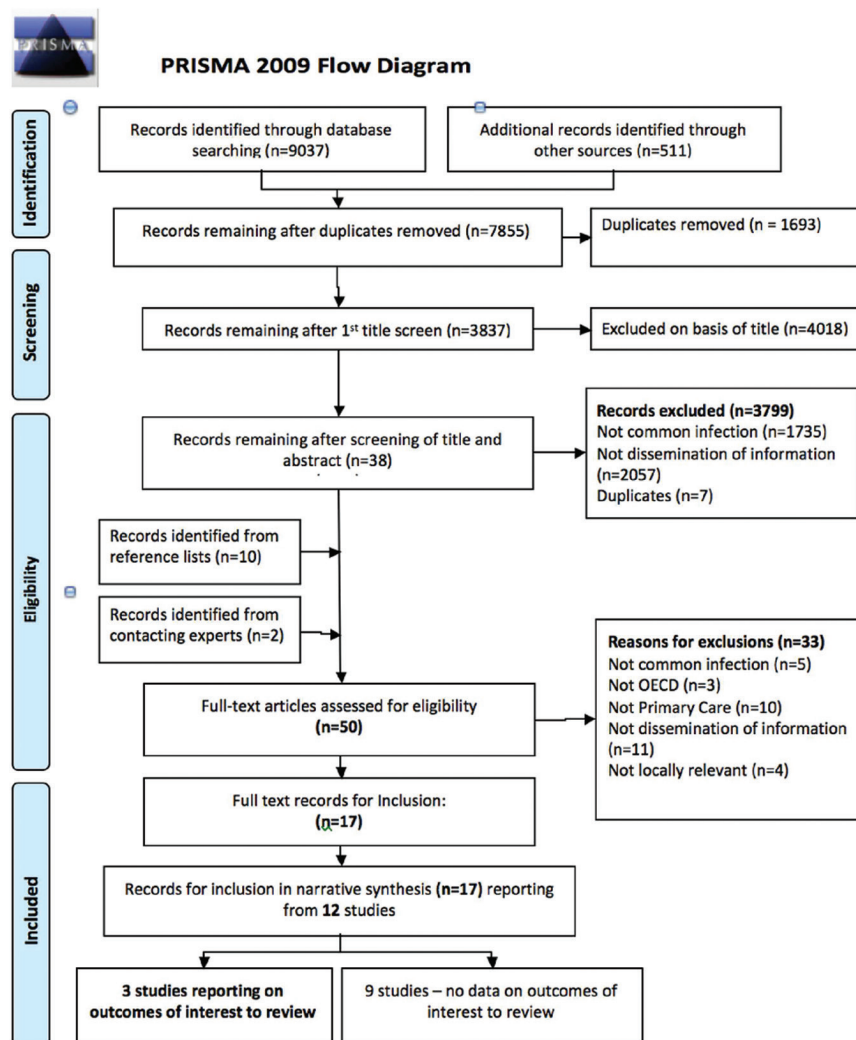 PRISMA
PRISMA 2009 Flow Diagram
Identification
Records identified through database
searching (n=9037)
Additional records identified through
other sources (n=511)
Records remaining after duplicates removed (n=7855)
Duplicates removed (n = 1693)
Screening
Records remaining after 1st title screen (n=3837)
Excluded on basis of title (n=4018)
Eligibility
Records remaining after screening of title and
abstract (n=38)
Records excluded (n=3799)
Not common infection (n=1735)
Not dissemination of information
(n=2057)
Duplicates (n=7)
Records identified from
reference lists (n=10)
Records identified from
contacting experts (n=2)
Full-text articles assessed for eligibility
(n=50)
Reasons for exclusions (n=33)
Not common infection (n=5)
Not OECD (n=3)
Not Primary Care (n=10)
Not dissemination of information
(n=11)
Not locally relevant (n=4)
Included
Full text records for Inclusion:
(n=17)
Records for inclusion in narrative synthesis (n=17) reporting
from 12 studies
3 studies reporting on
outcomes of interest to review
9 studies – no data on outcomes of
interest to review